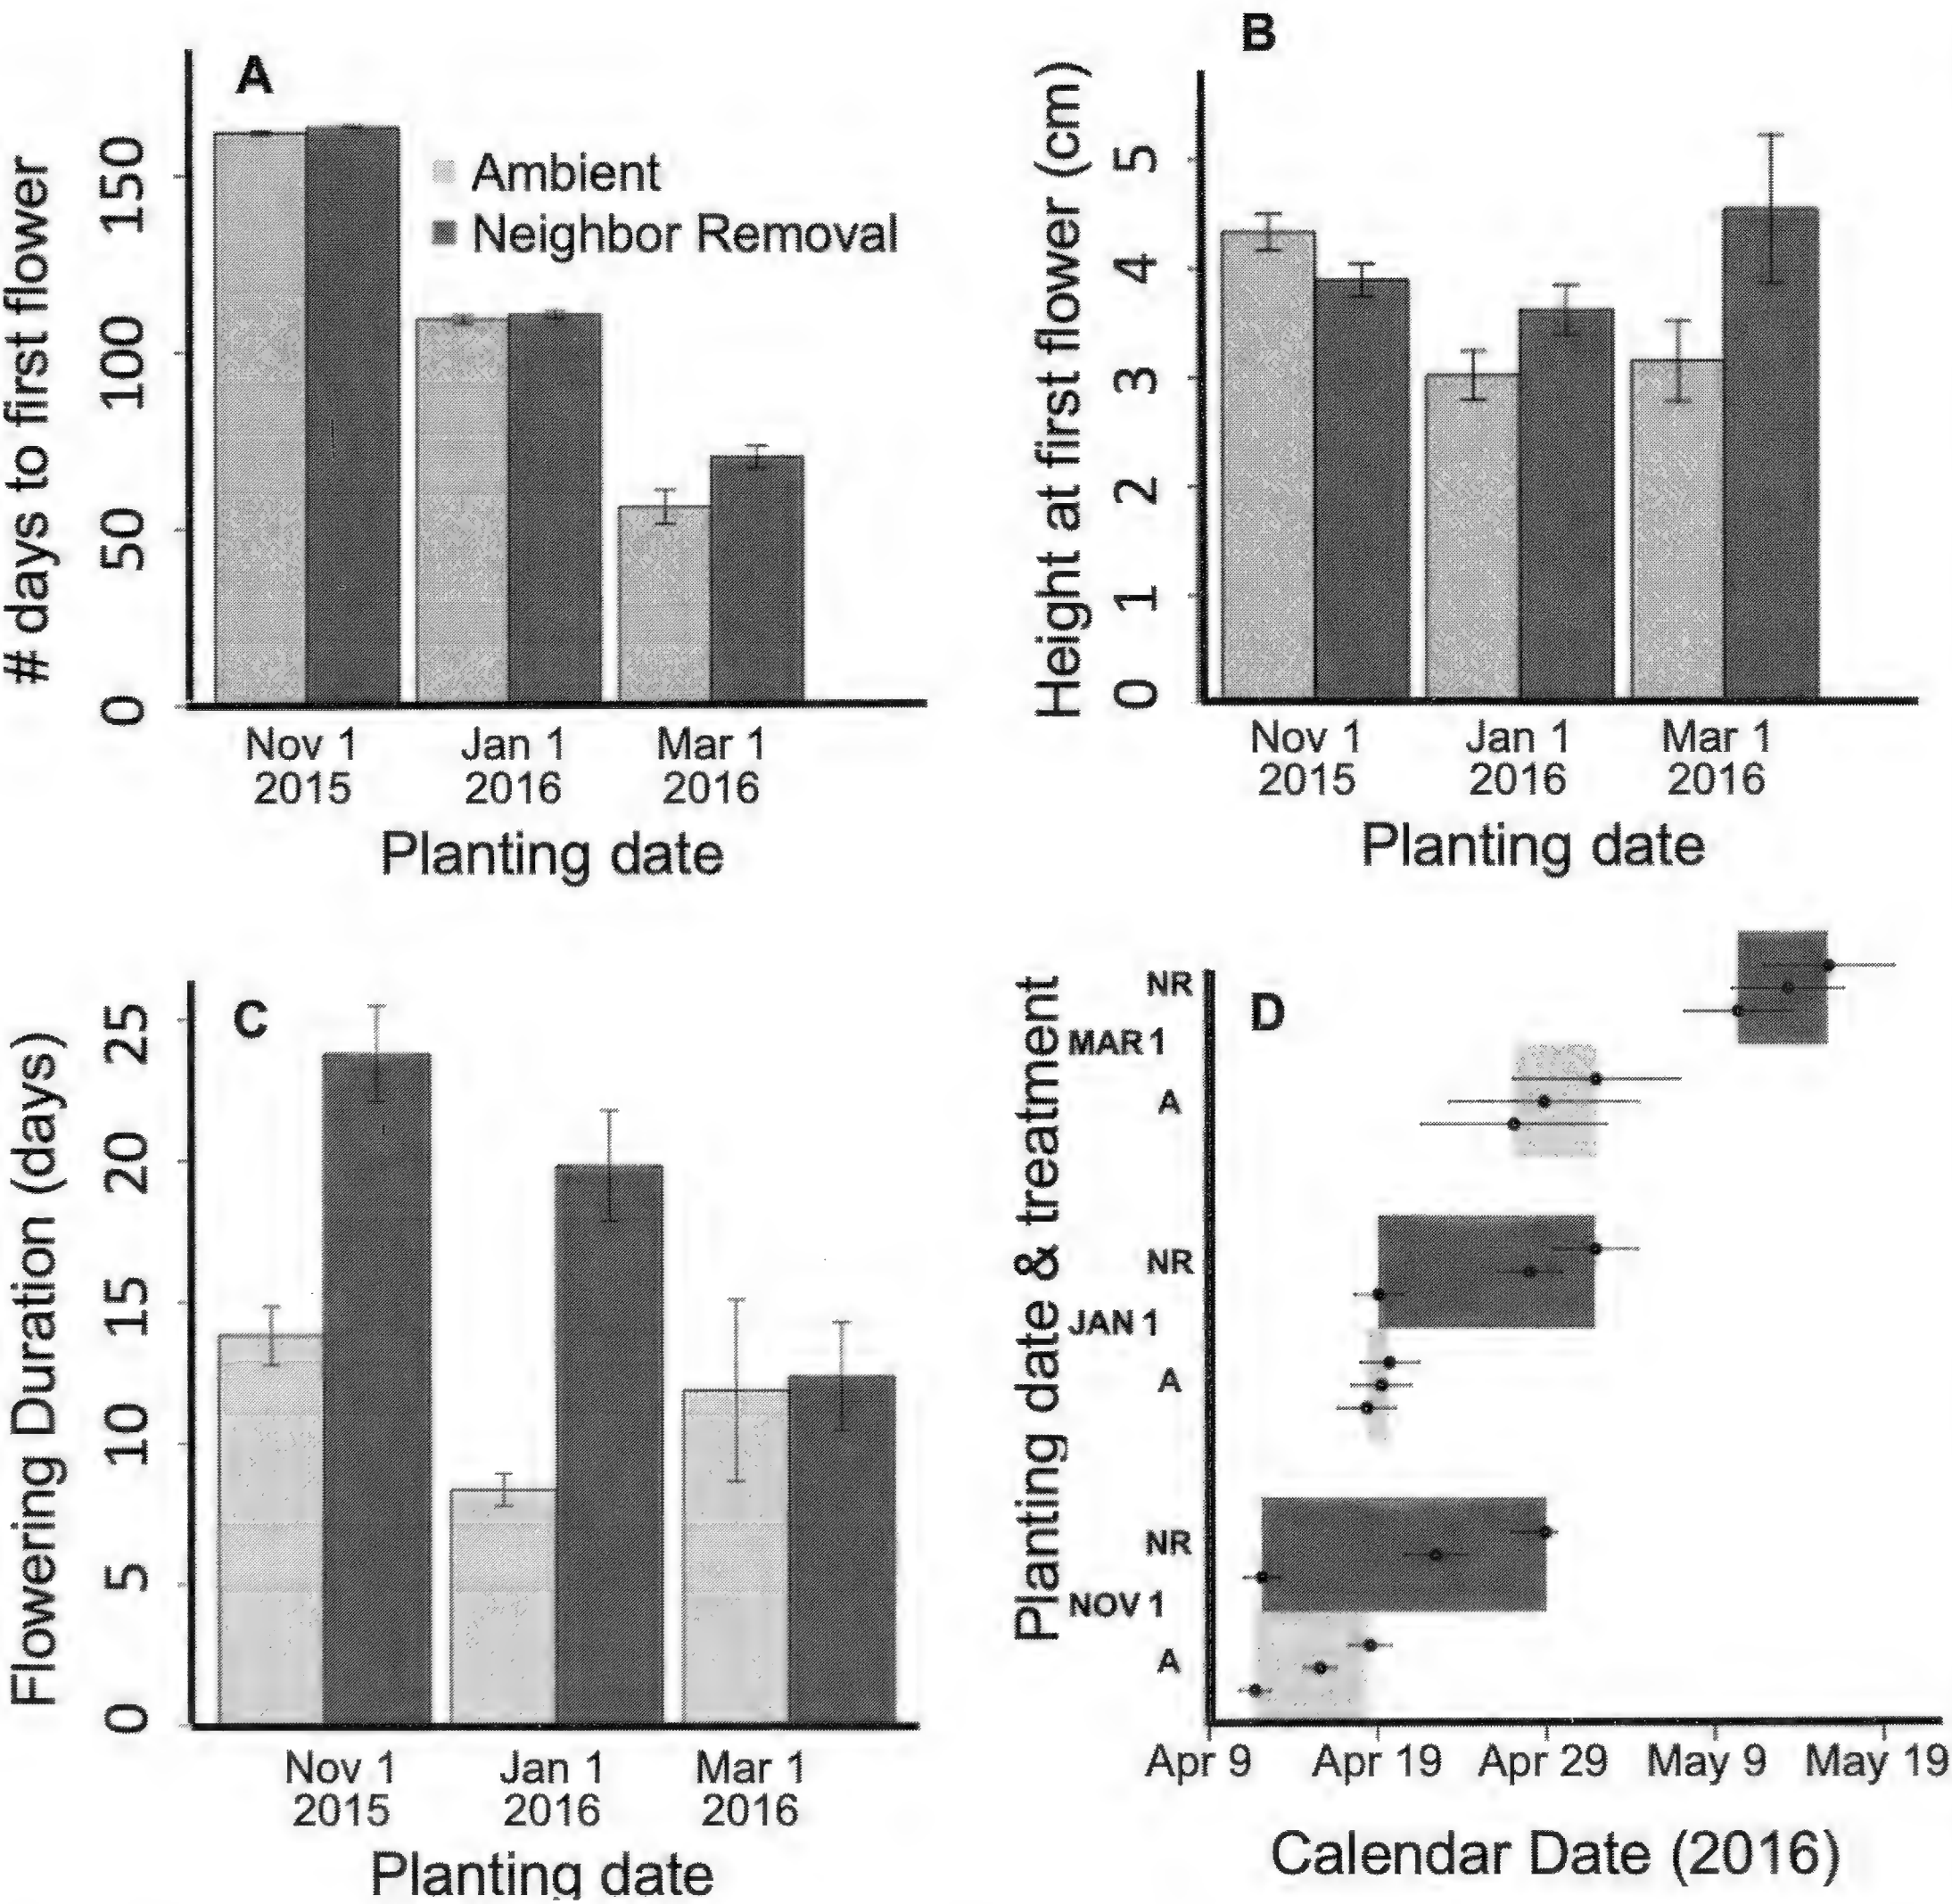 A
# days to first flower
150
100
50
0
Ambient
Neighbor Removal
Nov 1
2015
Jan 1
2016
Mar 1
2016
Planting date
B
Height at first flower (cm)
5
4
3
2
1
0
Nov 1
2015
Jan 1
2016
Mar 1
2016
Planting date
C
Flowering Duration (days)
25
20
15
10
5
0
Nov 1
2015
Jan 1
2016
Mar 1
2016
Planting date
D
Planting date & treatment
NR
MAR 1
A
NR
JAN 1
A
NR
NOV 1
A
Apr 9
Apr 19
Apr 29
May 9
May 19
Calendar Date (2016)